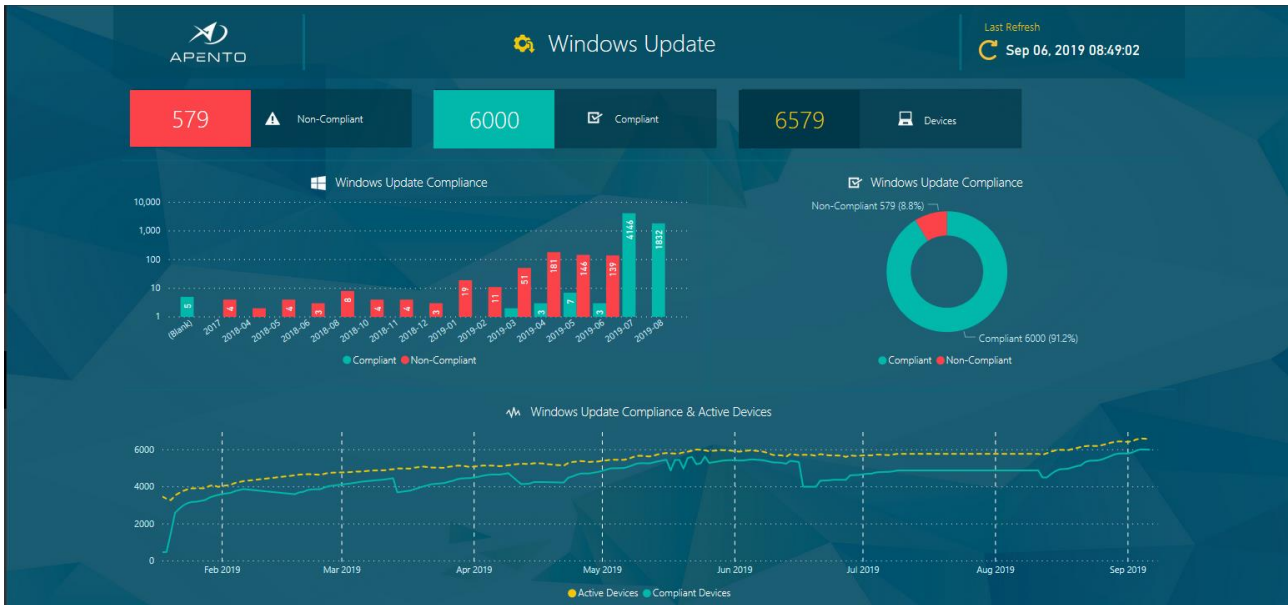 APENTO
Windows Update
Last Refresh
Sep 06, 2019 08:49:02
579
Non-Compliant
6000
Compliant
6579
Devices
Windows Update Compliance
10,000
1,000
100
10
1
5
4
4
3
8
4
4
3
19
11
51
3
181
7
146
3
139
4146
1832
(Blank)
2017
2018-04
2018-05
2018-06
2018-08
2018-10
2018-11
2018-12
2019-01
2019-02
2019-03
2019-04
2019-05
2019-06
2019-07
2019-08
Compliant Non-Compliant
Windows Update Compliance
Non-Compliant 579 (8.8%)
Compliant 6000 (91.2%)
Compliant Non-Compliant
Windows Update Compliance & Active Devices
6000
4000
2000
0
Feb 2019 Mar 2019 Apr 2019 May 2019 Jun 2019 Jul 2019 Aug 2019 Sep 2019
Active Devices Compliant Devices